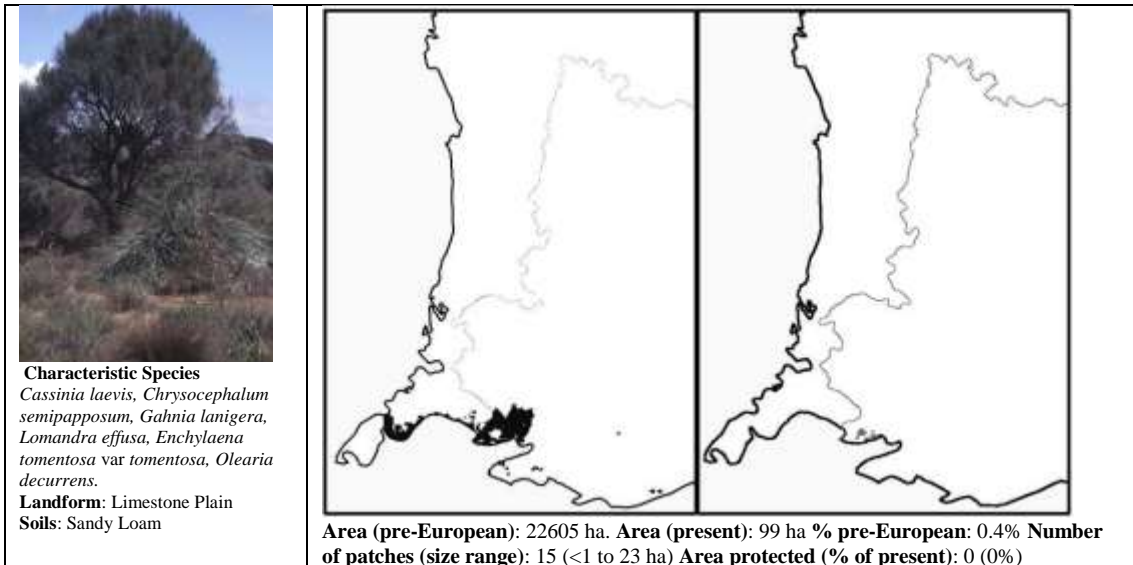 Characteristic Species
Cassinia laevis, Chrysocephalum
semipapposum, Gahnia lanigera,
Lomandra effusa, Enchylaena
tomentosa var tomentosa, Olearia
decurrens.
Landform: Limestone Plain
Soils: Sandy Loam
Area (pre-European): 22605 ha. Area (present): 99 ha % pre-European: 0.4% Number
of patches (size range): 15 (<1 to 23 ha) Area protected (% of present): 0 (0%)